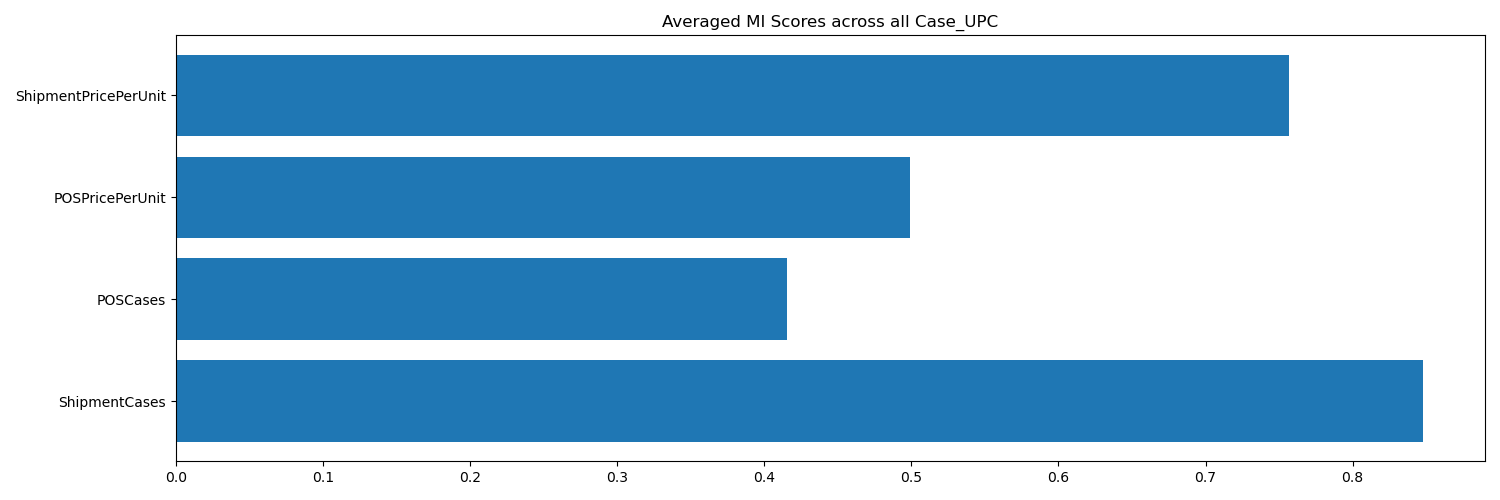 Averaged MI Scores across all Case_UPC
ShipmentPricePerUnit
POSPricePerUnit
POSCases
ShipmentCases
0.0 0.1 0.2 0.3 0.4 0.5 0.6 0.7 0.8